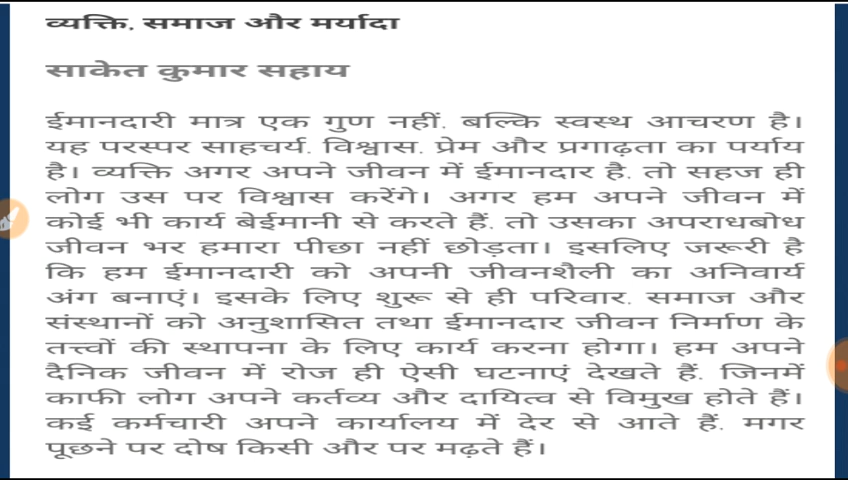 व्यक्ति, समाज और मर्यादा
साकेत कुमार सहाय
ईमानदारी मात्र एक गुण नहीं, बल्कि स्वस्थ आचरण है।
यह परस्पर साहचर्य, विश्वास, प्रेम और प्रगाढ़ता का पर्याय
है। व्यक्ति अगर अपने जीवन में ईमानदार है, तो सहज ही
लोग उस पर विश्वास करेंगे। अगर हम अपने जीवन में
कोई भी कार्य बेईमानी से करते हैं, तो उसका अपराधबोध
जीवन भर हमारा पीछा नहीं छोड़ता। इसलिए जरूरी है
कि हम ईमानदारी को अपनी जीवनशैली का अनिवार्य
अंग बनाएं। इसके लिए शुरू से ही परिवार, समाज और
संस्थानों को अनुशासित तथा ईमानदार जीवन निर्माण के
तत्त्वों की स्थापना के लिए कार्य करना होगा। हम अपने
दैनिक जीवन में रोज ही ऐसी घटनाएं देखते हैं, जिनमें
काफी लोग अपने कर्तव्य और दायित्व से विमुख होते हैं।
कई कर्मचारी अपने कार्यालय में देर से आते हैं, मगर
पूछने पर दोष किसी और पर मढ़ते हैं।